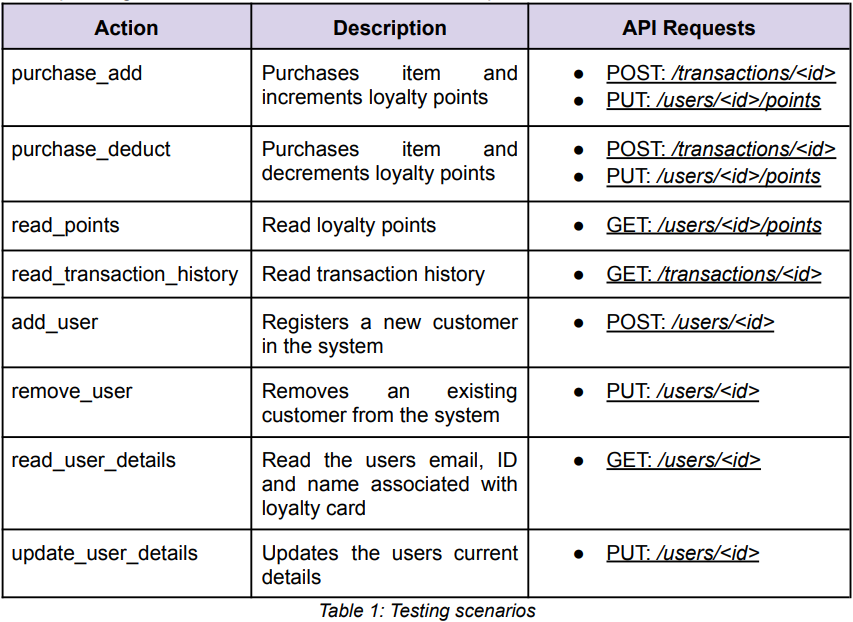 Action Description API Requests
purchase_add
Purchases item and
increments loyalty points
● POST: /transactions/<id>
● PUT: /users/<id>/points
purchase_deduct
Purchases item and
decrements loyalty points
● POST: /transactions/<id>
● PUT: /users/<id>/points
read_points
Read loyalty points
● GET: /users/<id>/points
read_transaction_history
Read transaction history
● GET: /transactions/<id>
add_user
Registers a new customer
in the system
● POST: /users/<id>
remove_user
Removes an existing
customer from the system
● PUT: /users/<id>
read_user_details
Read the users email, ID
and name associated with
loyalty card
● GET: /users/<id>
update_user_details
Updates the users current
details
● PUT: /users/<id>
Table 1: Testing scenarios